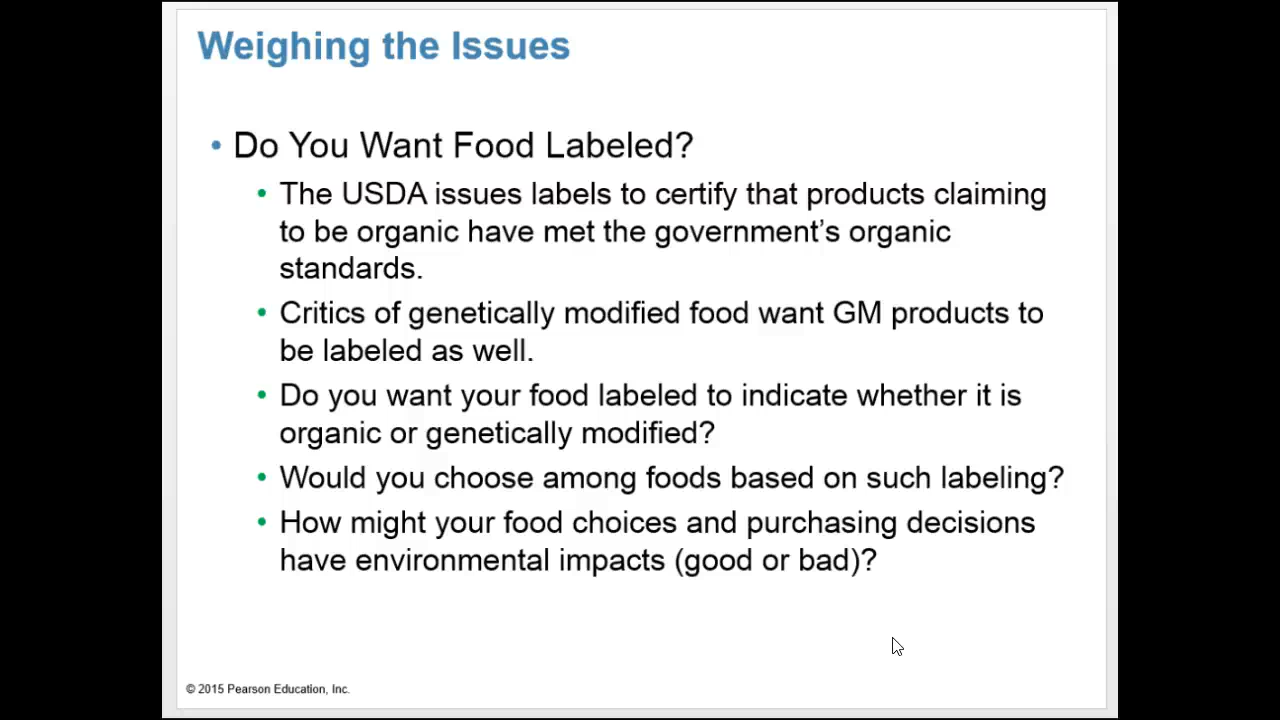 Weighing the Issues
• Do You Want Food Labeled?
• The USDA issues labels to certify that products claiming
to be organic have met the government’s organic
standards.
• Critics of genetically modified food want GM products to
be labeled as well.
• Do you want your food labeled to indicate whether it is
organic or genetically modified?
• Would you choose among foods based on such labeling?
• How might your food choices and purchasing decisions
have environmental impacts (good or bad)?
© 2015 Pearson Education, Inc.